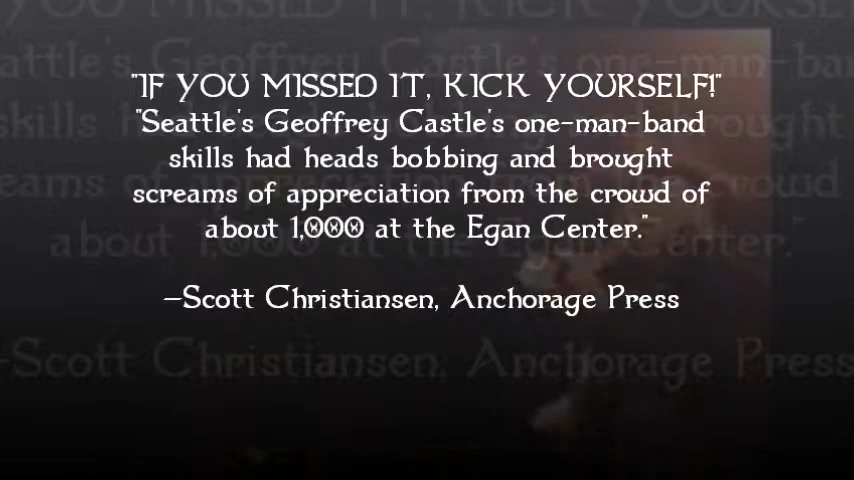 "IF YOU MISSED IT, KICK YOURSELF!"
"Seattle's Geoffrey Castle's one-man-band
skills had heads bobbing and brought
screams of appreciation from the crowd of
about 1,000 at the Egan Center."
–Scott Christiansen, Anchorage Press